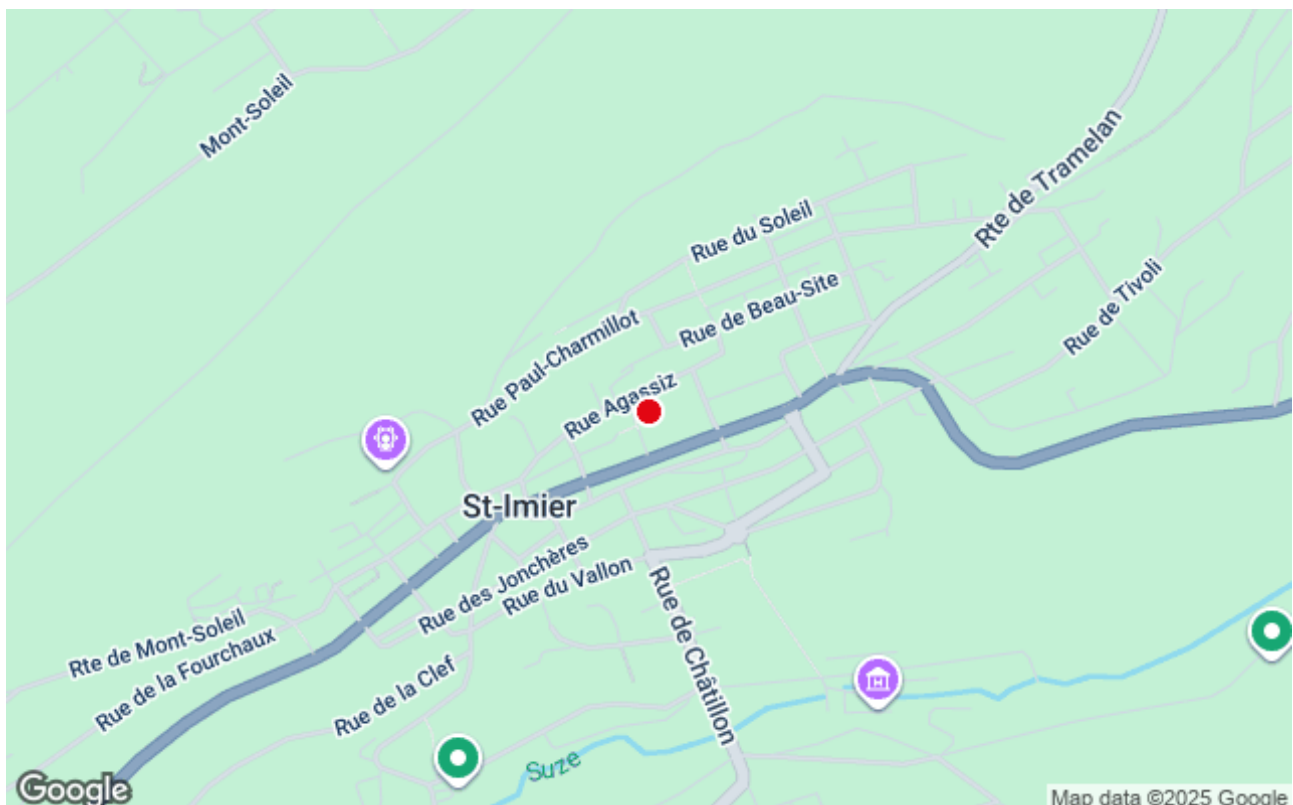 Mont-Soleil
Rte de Tramelan
Rue du Soleil
Rue de Tivoli
Rue de Beau-Site
Rue Paul-Charmillot
Rue Agassiz
St-Imier
Rue des Jonchères
Rue du Vallon
Rue de Châtillon
Rte de Mont-Soleil
Rue de la Fourchaux
Rue de la Clef
Suze
Google
Map data ©2025 Google